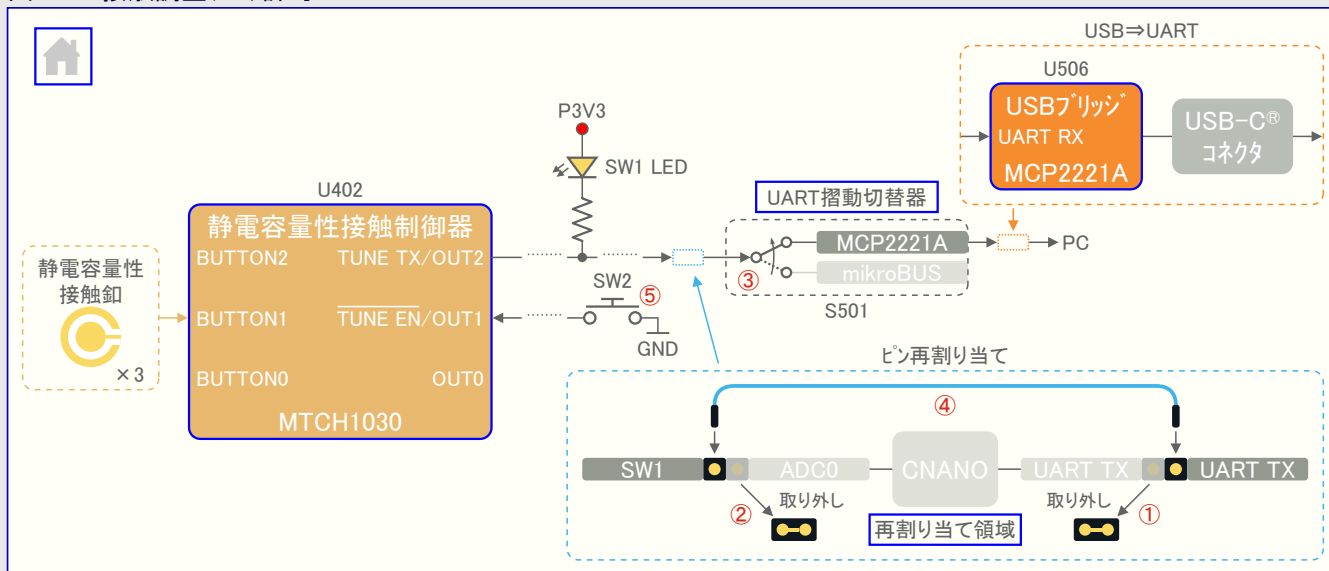 USB⇒UART
U506
USBブリッジ
UART RX
MCP2221A
USB-C®
コネクタ
P3V3
SW1 LED
U402
静電容量性接触制御器
BUTTON2 TUNE TX/OUT2
BUTTON1 TUNE EN/OUT1
BUTTON0 OUT0
MTCH1030
静電容量性
接触釦
×3
SW2
⑤
GND
UART摺動切替器
③
MCP2221A
mikroBUS
S501
PC
ピン再割り当て
④
SW1 ADC0 CNANO UART TX UART TX
② 取り外し
再割り当て領域
取り外し ①